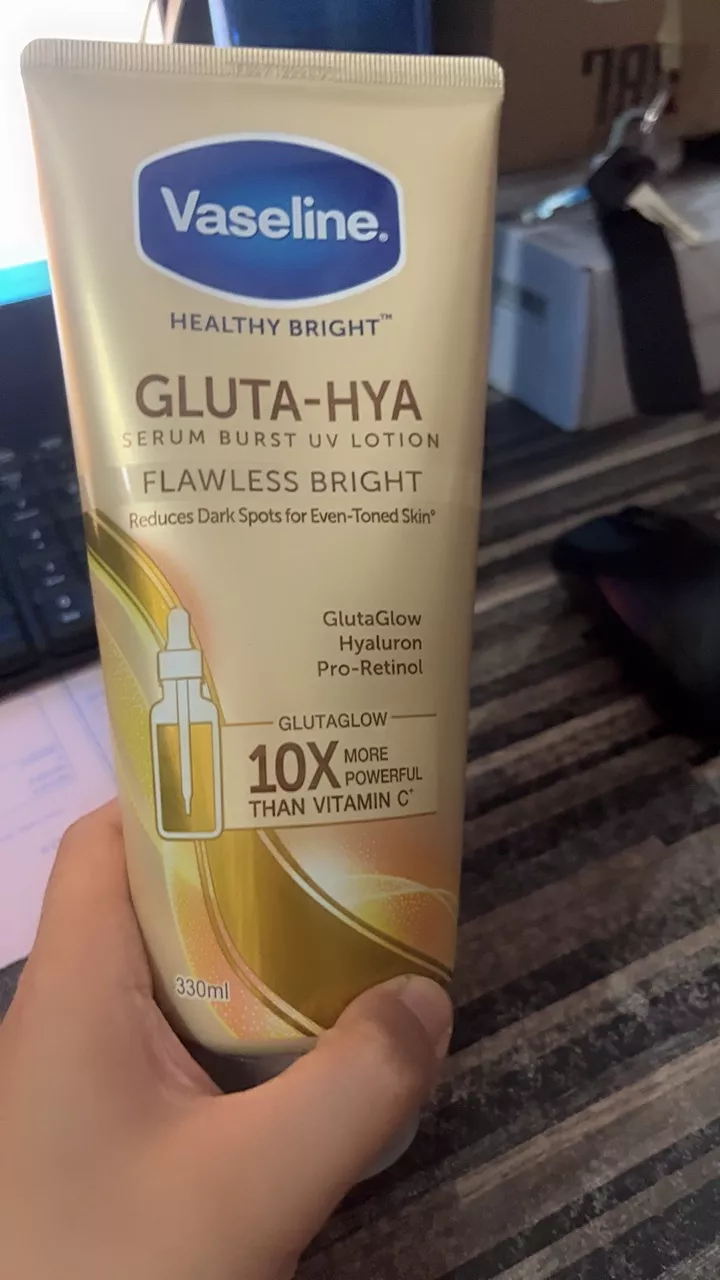 Vaseline.
HEALTHY BRIGHT™
GLUTA-HYA
SERUM BURST UV LOTION
FLAWLESS BRIGHT
Reduces Dark Spots for Even-Toned Skin°
GlutaGlow
Hyaluron
Pro-Retinol
GLUTAGLOW
10X MORE
POWERFUL
THAN VITAMIN C*
330ml